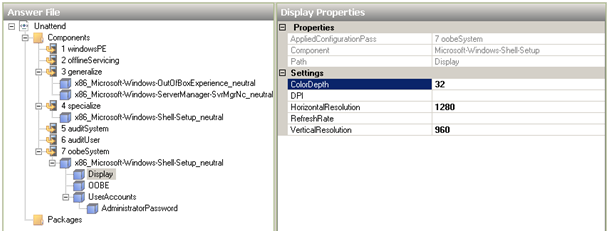 Answer File
Unattend
Components
1 windowsPE
2 offlineServicing
3 generalize
x86_Microsoft-Windows-OutOfBoxExperience_neutral
x86_Microsoft-Windows-ServerManager-SvrMgrNc_neutral
4 specialize
x86_Microsoft-Windows-Shell-Setup_neutral
5 auditSystem
6 auditUser
7 oobeSystem
x86_Microsoft-Windows-Shell-Setup_neutral
Display
OOBE
UserAccounts
AdministratorPassword
Packages
Display Properties
Properties
AppliedConfigurationPass 7 oobeSystem
Component Microsoft-Windows-Shell-Setup
Path Display
Settings
ColorDepth 32
DPI
HorizontalResolution 1280
RefreshRate
VerticalResolution 960